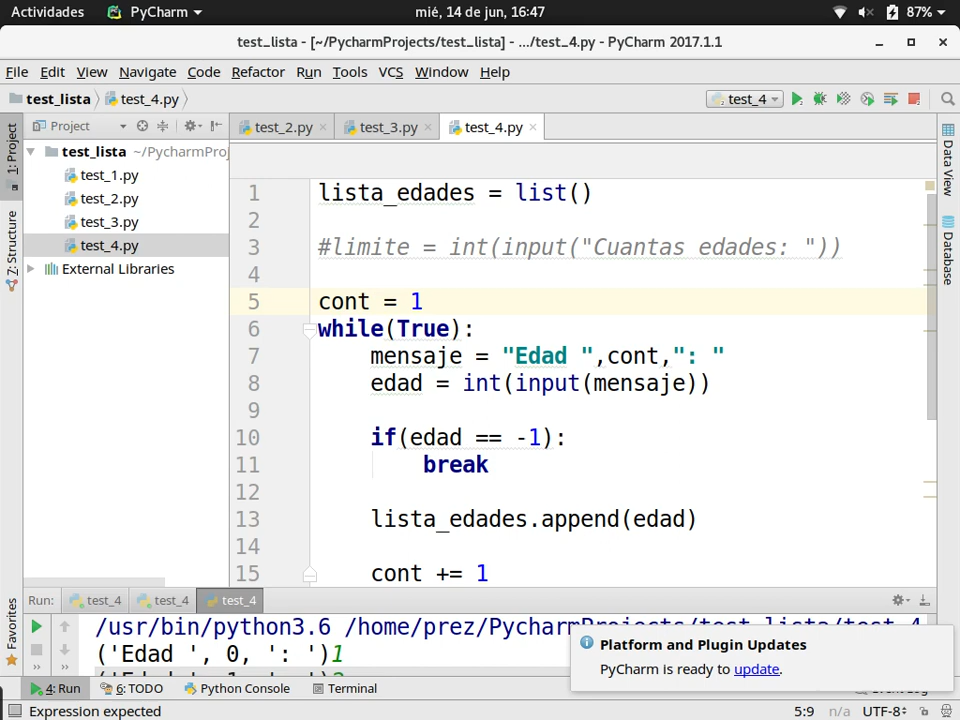 Actividades PyCharm mié, 14 de jun, 16:47 87%
test_lista - [~/PycharmProjects/test_lista] - .../test_4.py - PyCharm 2017.1.1
File Edit View Navigate Code Refactor Run Tools VCS Window Help
test_lista test_4.py test_4
Project test_2.py test_3.py test_4.py
1: Project
7: Structure
Favorites
test_lista ~/PycharmProj
test_1.py
test_2.py
test_3.py
test_4.py
External Libraries
1 lista_edades = list()
2
3 #limite = int(input("Cuantas edades: "))
4
5 cont = 1
6 while(True):
7 mensaje = "Edad ",cont,": "
8 edad = int(input(mensaje))
9
10 if(edad == -1):
11 break
12
13 lista_edades.append(edad)
14
15 cont += 1
Data View
Database
Run: test_4 test_4 test_4
/usr/bin/python3.6 /home/prez/PycharmProjects/test_lista/test_4
('Edad ', 0, ': ')1
Platform and Plugin Updates
PyCharm is ready to update.
4: Run 6: TODO Python Console Terminal Event Log
Expression expected 5:9 n/a UTF-8